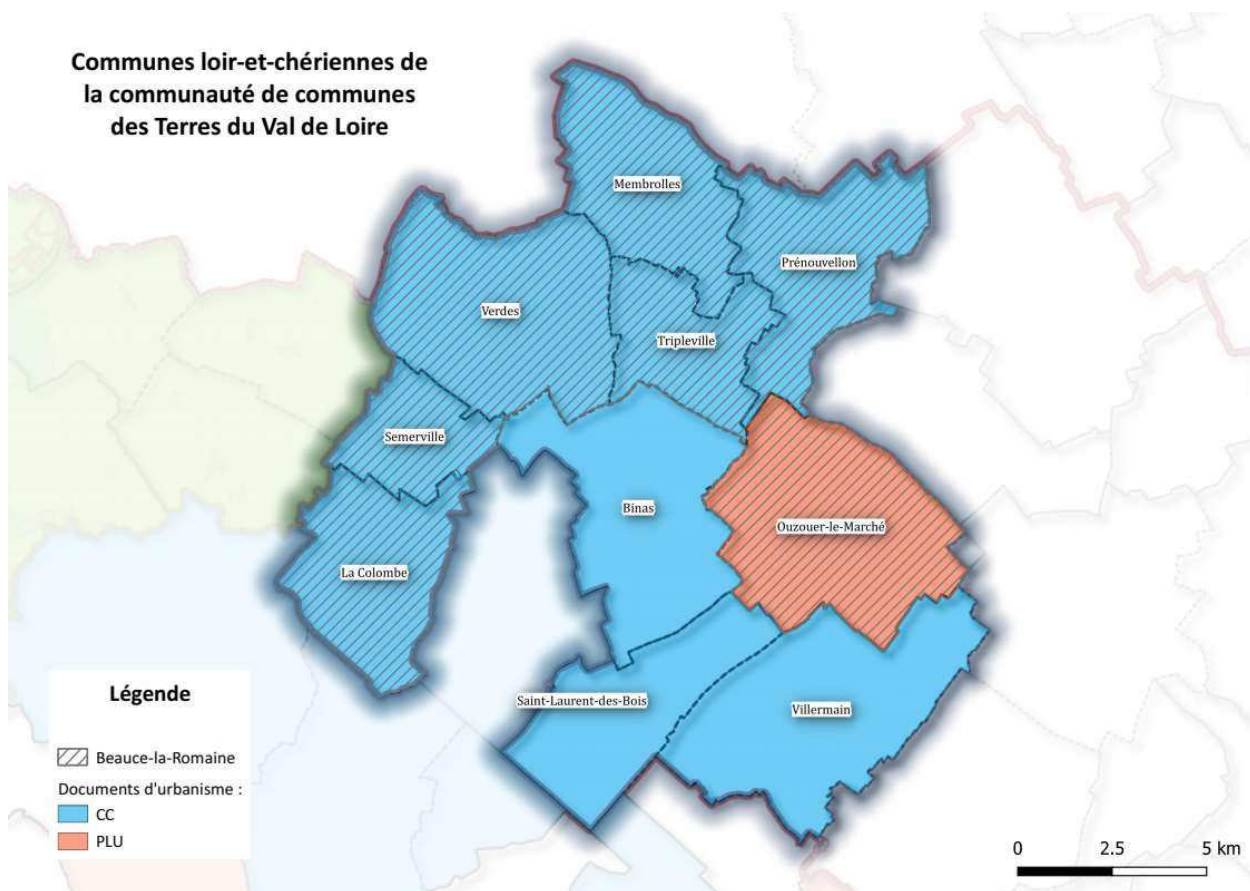 Communes loir-et-chériennes de
la communauté de communes
des Terres du Val de Loire
Membrolles
Prénouvellon
Verdes
Tripleville
Semerville
Binas
Ouzouer-le-Marché
La Colombe
Saint-Laurent-des-Bois
Villermain
Légende
Beauce-la-Romaine
Documents d'urbanisme :
CC
PLU
0 2.5 5 km